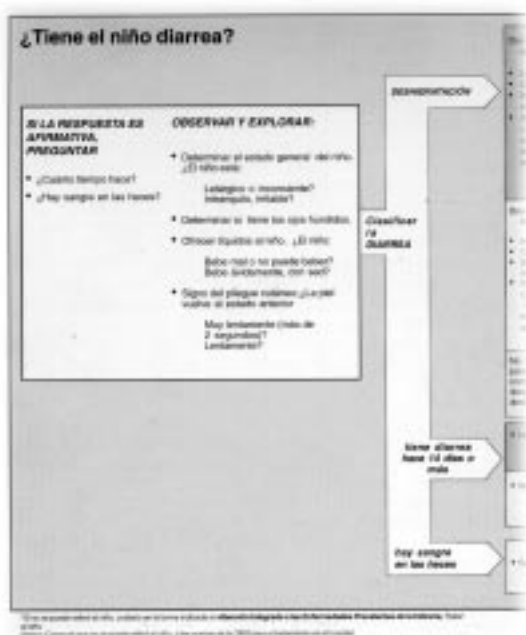 ¿Tiene el niño diarrea?
SI LA RESPUESTA ES
AFIRMATIVA,
PREGUNTAR
• ¿Cuánto tiempo hace?
• ¿Hay sangre en las heces?
OBSERVAR Y EXPLORAR:
• Determinar el estado general del niño.
¿El niño está:
Letárgico o inconsciente?
Intranquilo, irritable?
• Determinar si tiene los ojos hundidos.
• Ofrecer líquidos al niño. ¿El niño:
Bebe mal o no puede beber?
Bebe ávidamente, con sed?
• Signo del pliegue cutáneo: ¿La piel
vuelve al estado anterior
Muy lentamente (más de
2 segundos)?
Lentamente?
Clasificar
la
DIARREA
DESHIDRATACIÓN
tiene diarrea
hace 14 días o
más
hay sangre
en las heces